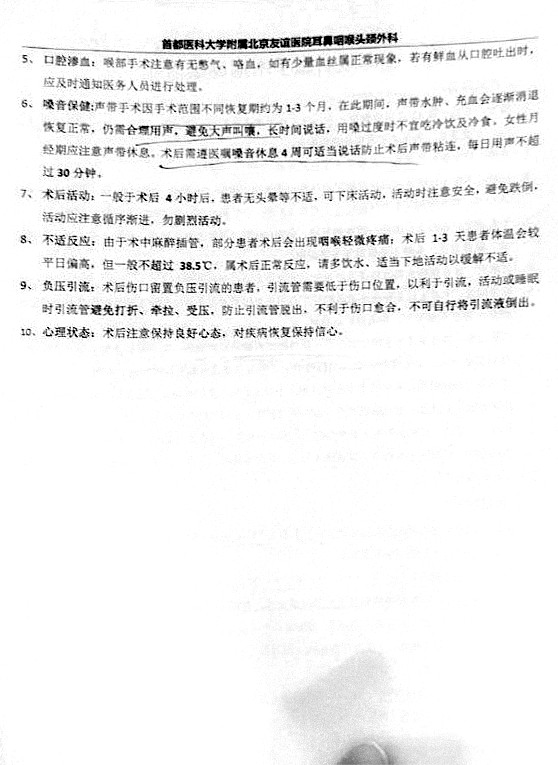 首都医科大学附属北京友谊医院耳鼻咽喉头颈外科
5、 口腔渗血：喉部手术注意有无憋气、咯血，如有少量血丝属正常现象，若有鲜血从口腔吐出时，
应及时通知医务人员进行处理。
6、 嗓音保健:声带手术因手术范围不同恢复期约为 1-3 个月，在此期间，声带水肿、充血会逐渐消退
恢复正常，仍需合理用声，避免大声叫嚷，长时间说话，用嗓过度时不宜吃冷饮及冷食。女性月
经期应注意声带休息。术后需遵医嘱嗓音休息 4 周可适当说话防止术后声带粘连，每日用声不超
过 30 分钟。
7、 术后活动：一般于术后 4 小时后，患者无头晕等不适，可下床活动，活动时注意安全，避免跌倒，
活动应注意循序渐进，勿剧烈活动。
8、 不适反应：由于术中麻醉插管，部分患者术后会出现咽喉轻微疼痛；术后 1-3 天患者体温会较
平日偏高，但一般不超过 38.5℃，属术后正常反应，请多饮水、适当下地活动以缓解不适。
9、 负压引流：术后伤口留置负压引流的患者，引流管需要低于伤口位置，以利于引流，活动或睡眠
时引流管避免打折、牵拉、受压，防止引流管脱出，不利于伤口愈合，不可自行将引流液倒出。
10、心理状态：术后注意保持良好心态，对疾病恢复保持信心。